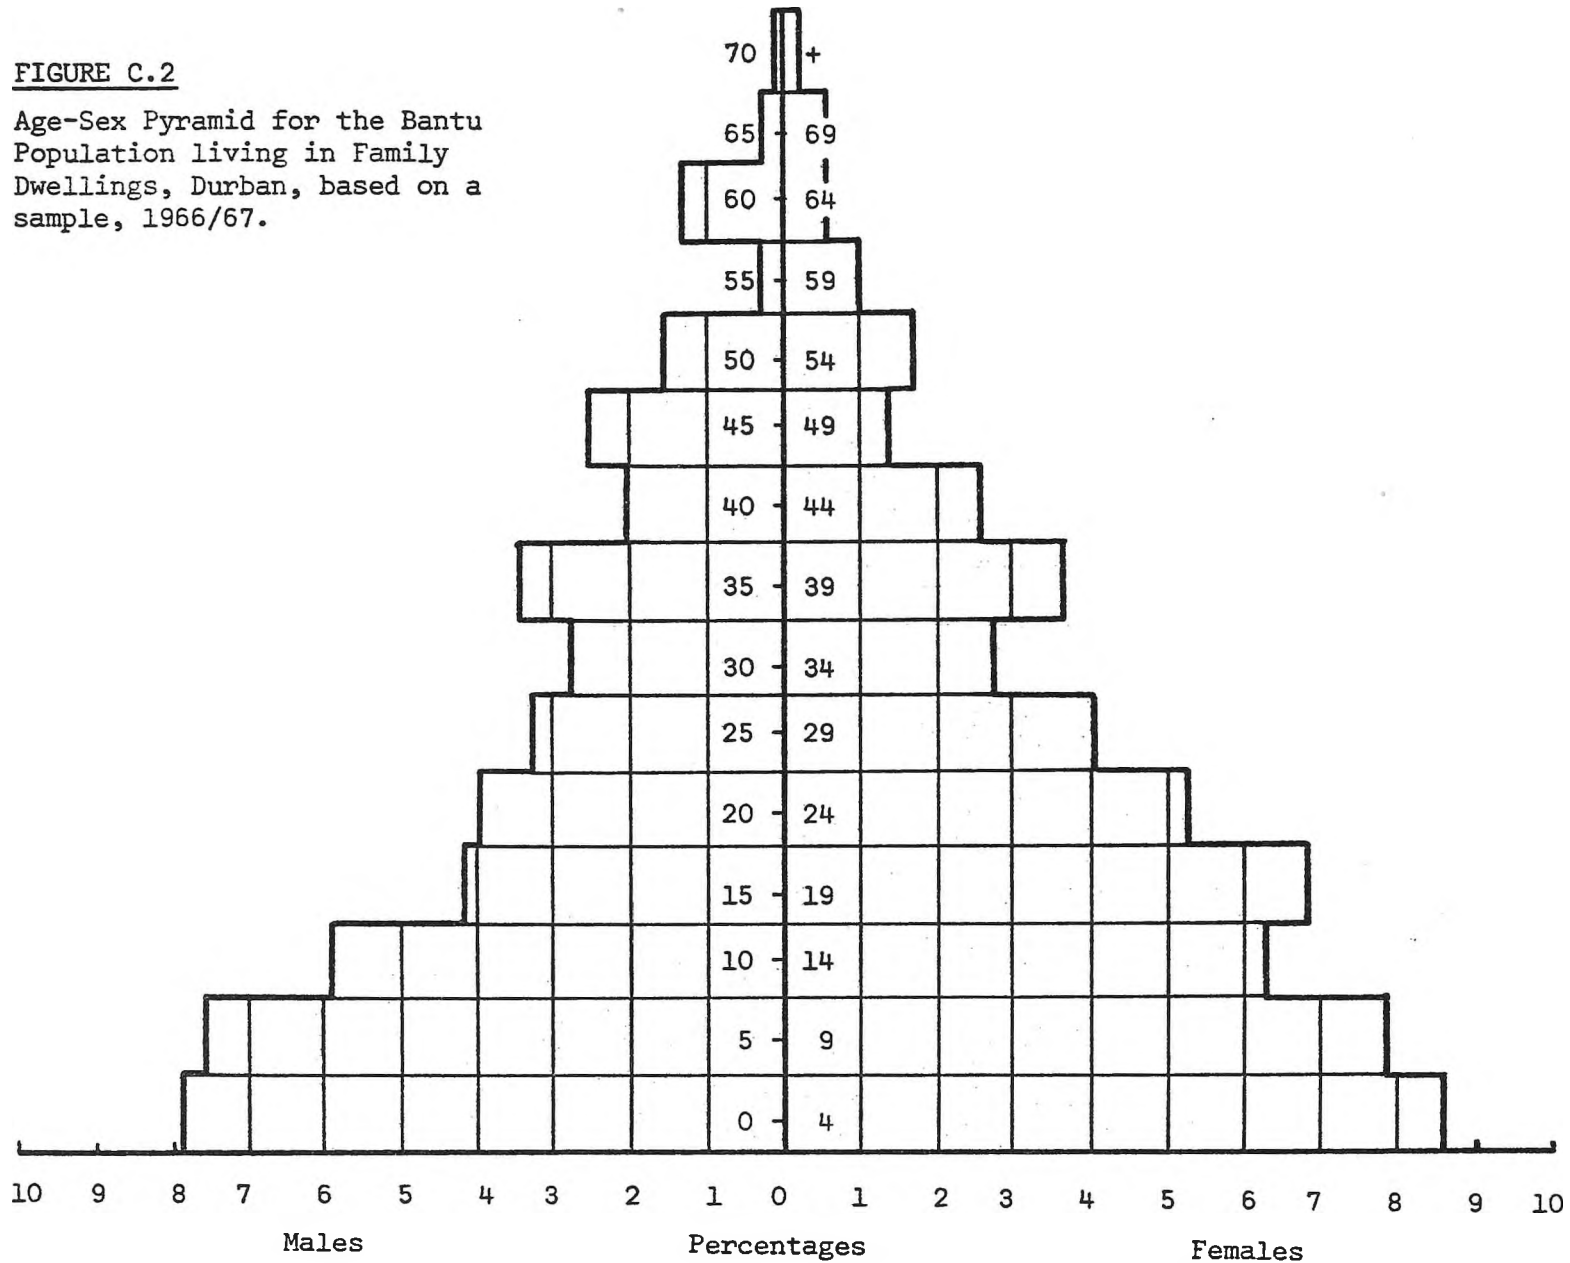 FIGURE C.2
Age-Sex Pyramid for the Bantu
Population living in Family
Dwellings, Durban, based on a
sample, 1966/67.
70 +
65 - 69
60 - 64
55 - 59
50 - 54
45 - 49
40 - 44
35 - 39
30 - 34
25 - 29
20 - 24
15 - 19
10 - 14
5 - 9
0 - 4
10 9 8 7 6 5 4 3 2 1 0 1 2 3 4 5 6 7 8 9 10
Males Percentages Females